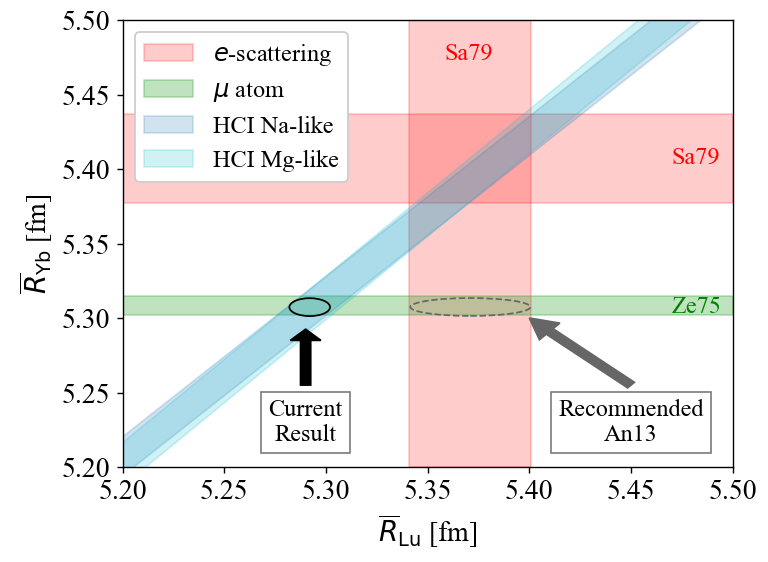 5.50
5.45
5.40
5.35
5.30
5.25
5.20
R̅Yb [fm]
e-scattering
μ atom
HCI Na-like
HCI Mg-like
Sa79
Sa79
Ze75
Current
Result
Recommended
An13
5.20 5.25 5.30 5.35 5.40 5.45 5.50
R̅Lu [fm]